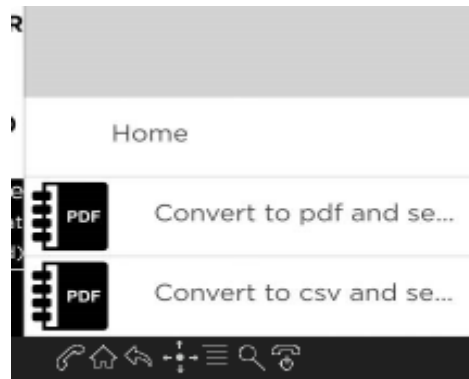 R
Home
PDF Convert to pdf and se...
PDF Convert to csv and se...